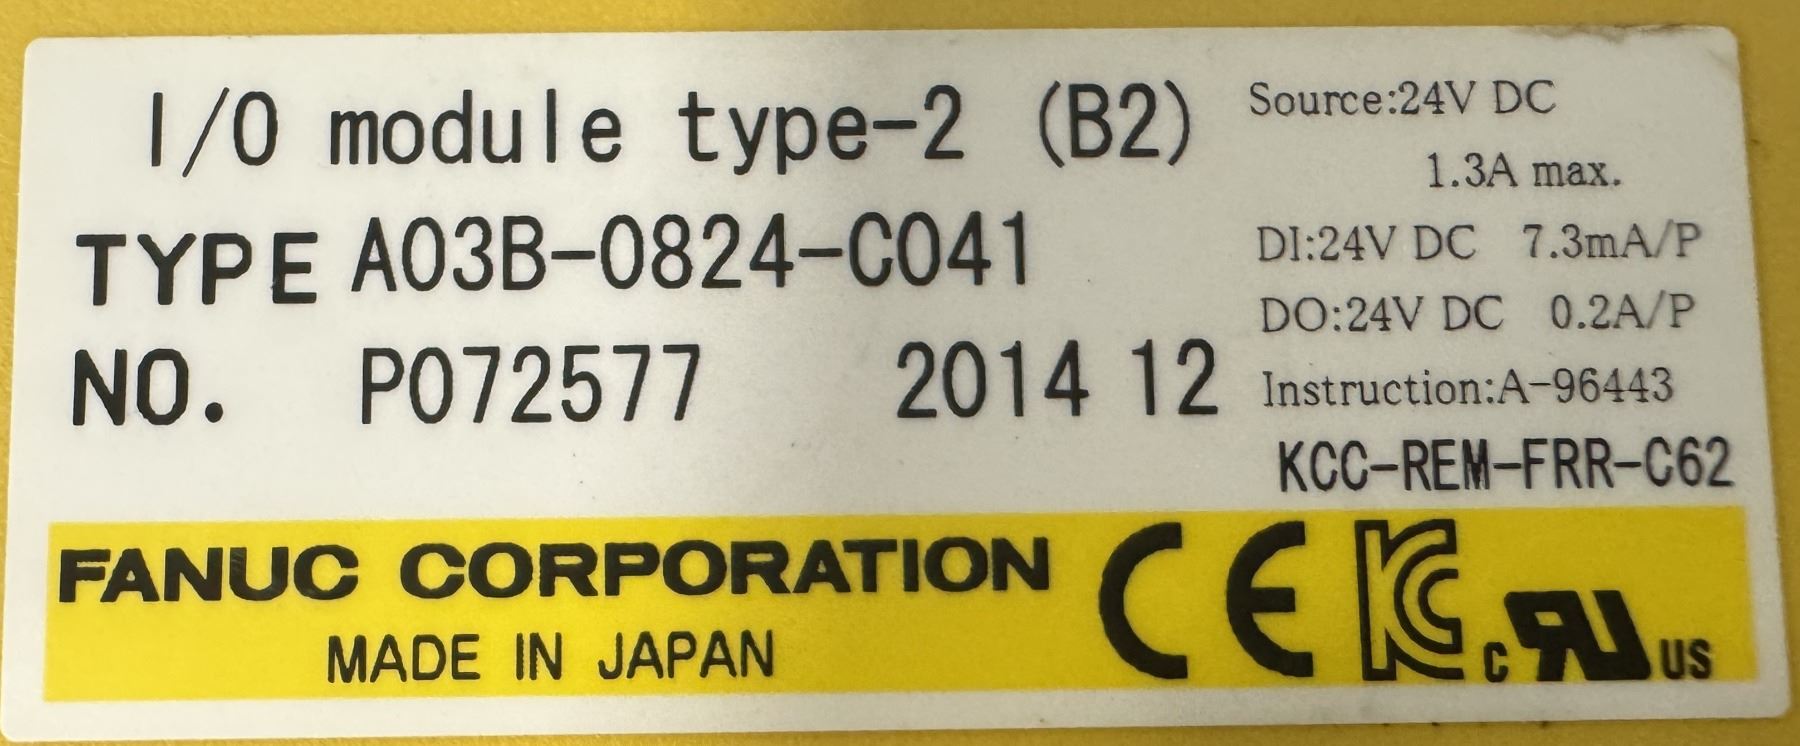 I/O module type-2 (B2)
TYPE A03B-0824-C041
NO. P072577 2014 12
Source:24V DC
1.3A max.
DI:24V DC 7.3mA/P
DO:24V DC 0.2A/P
Instruction:A-96443
KCC-REM-FRR-C62
FANUC CORPORATION
MADE IN JAPAN
CE KC c RU US